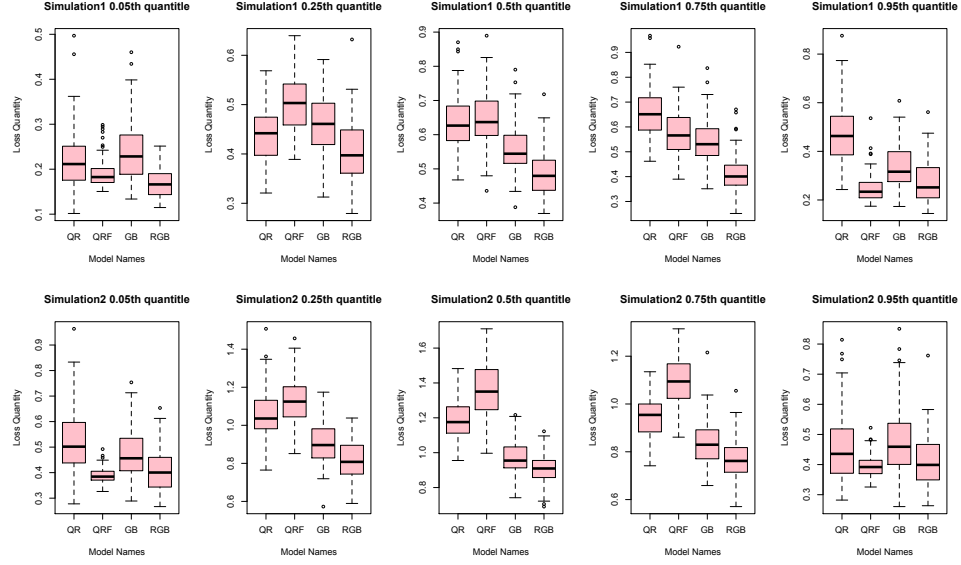 Simulation1 0.05th quantitle
Loss Quantity
0.1 0.2 0.3 0.4 0.5
QR QRF GB RGB
Model Names
Simulation1 0.25th quantitle
Loss Quantity
0.3 0.4 0.5 0.6
QR QRF GB RGB
Model Names
Simulation1 0.5th quantitle
Loss Quantity
0.4 0.5 0.6 0.7 0.8 0.9
QR QRF GB RGB
Model Names
Simulation1 0.75th quantitle
Loss Quantity
0.3 0.4 0.5 0.6 0.7 0.8 0.9
QR QRF GB RGB
Model Names
Simulation1 0.95th quantitle
Loss Quantity
0.2 0.4 0.6 0.8
QR QRF GB RGB
Model Names
Simulation2 0.05th quantitle
Loss Quantity
0.3 0.4 0.5 0.6 0.7 0.8 0.9
QR QRF GB RGB
Model Names
Simulation2 0.25th quantitle
Loss Quantity
0.6 0.8 1.0 1.2 1.4
QR QRF GB RGB
Model Names
Simulation2 0.5th quantitle
Loss Quantity
0.8 1.0 1.2 1.4 1.6
QR QRF GB RGB
Model Names
Simulation2 0.75th quantitle
Loss Quantity
0.6 0.8 1.0 1.2
QR QRF GB RGB
Model Names
Simulation2 0.95th quantitle
Loss Quantity
0.3 0.4 0.5 0.6 0.7 0.8
QR QRF GB RGB
Model Names